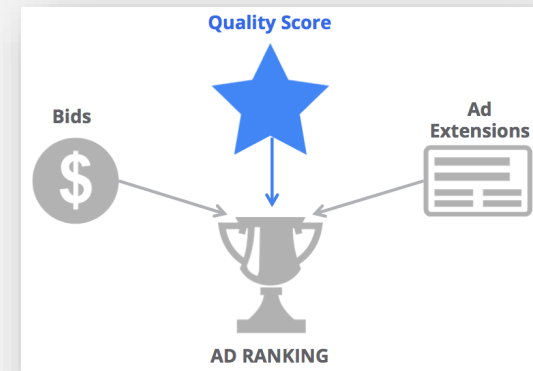 Quality Score
Bids
$
Ad
Extensions
AD RANKING